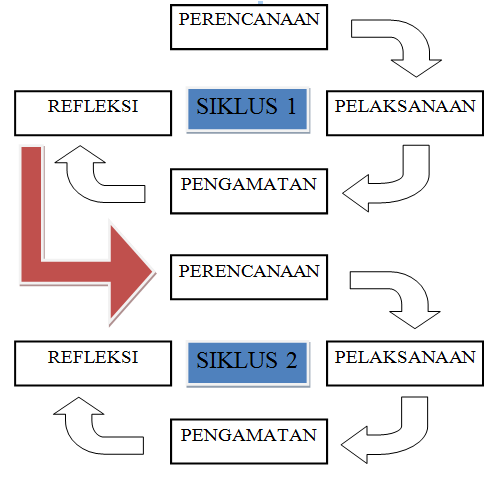 PERENCANAAN
REFLEKSI
SIKLUS 1
PELAKSANAAN
PENGAMATAN
PERENCANAAN
REFLEKSI
SIKLUS 2
PELAKSANAAN
PENGAMATAN